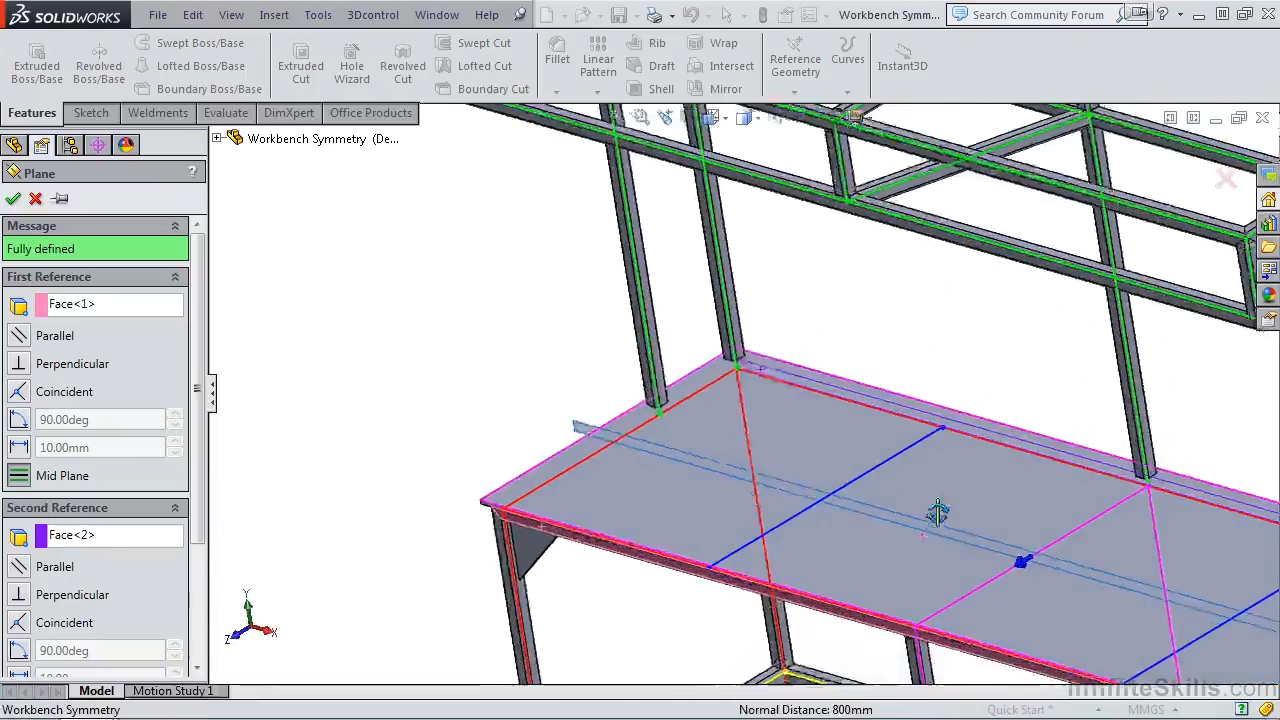 SOLIDWORKS File Edit View Insert Tools 3Dcontrol Window Help Workbench Symm... Search Community Forum
Extruded Boss/Base Revolved Boss/Base Swept Boss/Base Lofted Boss/Base Boundary Boss/Base Extruded Cut Hole Wizard Revolved Cut Swept Cut Lofted Cut Boundary Cut Fillet Linear Pattern Rib Draft Shell Wrap Intersect Mirror Reference Geometry Curves Instant3D
Features Sketch Weldments Evaluate DimXpert Office Products
Workbench Symmetry (De...
Plane ?
Message
Fully defined
First Reference
Face<1>
Parallel
Perpendicular
Coincident
90.00deg
10.00mm
Mid Plane
Second Reference
Face<2>
Parallel
Perpendicular
Coincident
90.00deg
Y
Z X
Model Motion Study 1
InfiniteSkills.com
Workbench Symmetry Normal Distance: 800mm Quick Start* MMGS ?